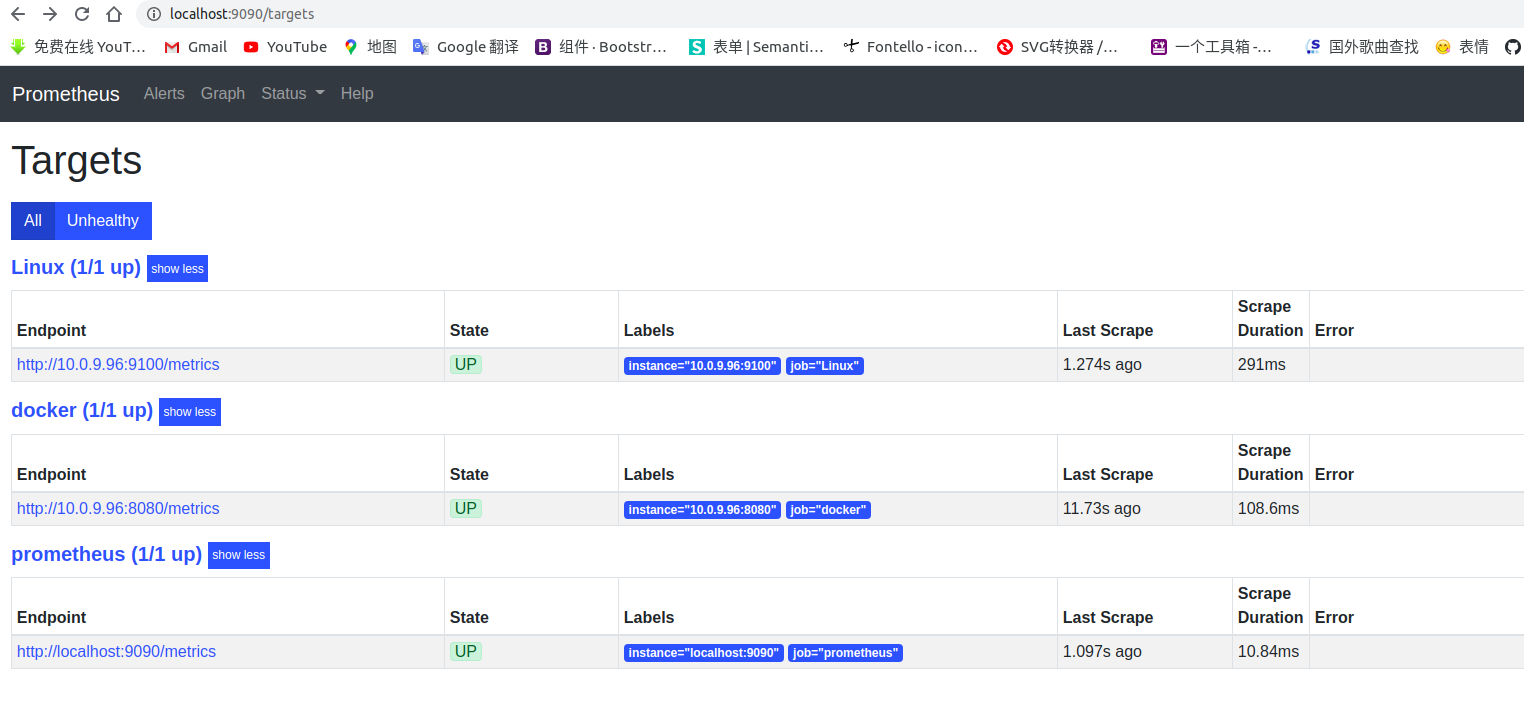 localhost:9090/targets
免费在线 YouT… Gmail YouTube 地图 Google 翻译 组件 · Bootstr… 表单 | Semanti… Fontello - icon… SVG转换器 /… 一个工具箱 -… 国外歌曲查找 表情
Prometheus Alerts Graph Status Help
Targets
All Unhealthy
Linux (1/1 up) show less
Endpoint State Labels Last Scrape Scrape Duration Error
http://10.0.9.96:9100/metrics UP instance="10.0.9.96:9100" job="Linux" 1.274s ago 291ms
docker (1/1 up) show less
Endpoint State Labels Last Scrape Scrape Duration Error
http://10.0.9.96:8080/metrics UP instance="10.0.9.96:8080" job="docker" 11.73s ago 108.6ms
prometheus (1/1 up) show less
Endpoint State Labels Last Scrape Scrape Duration Error
http://localhost:9090/metrics UP instance="localhost:9090" job="prometheus" 1.097s ago 10.84ms